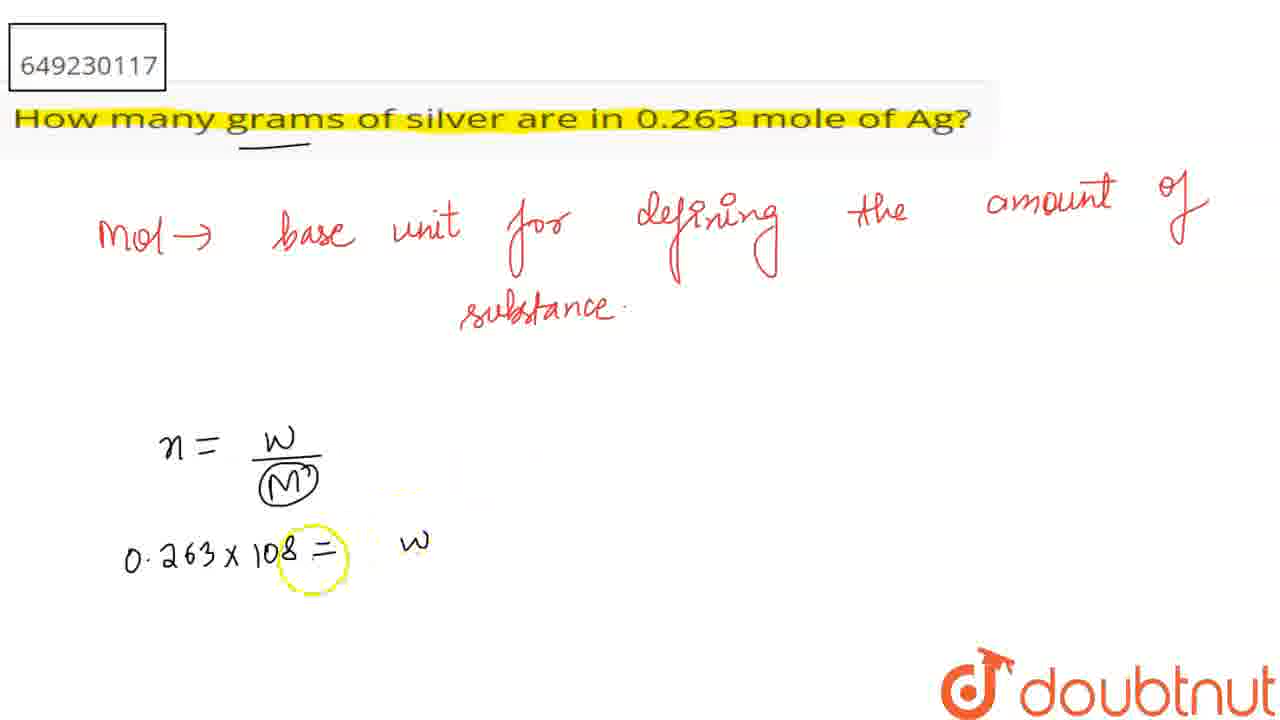 649230117
How many grams of silver are in 0.263 mole of Ag?
Mol → base unit for defining the amount of
substance.
n = w
M
0.263 x 108 = w
doubtnut